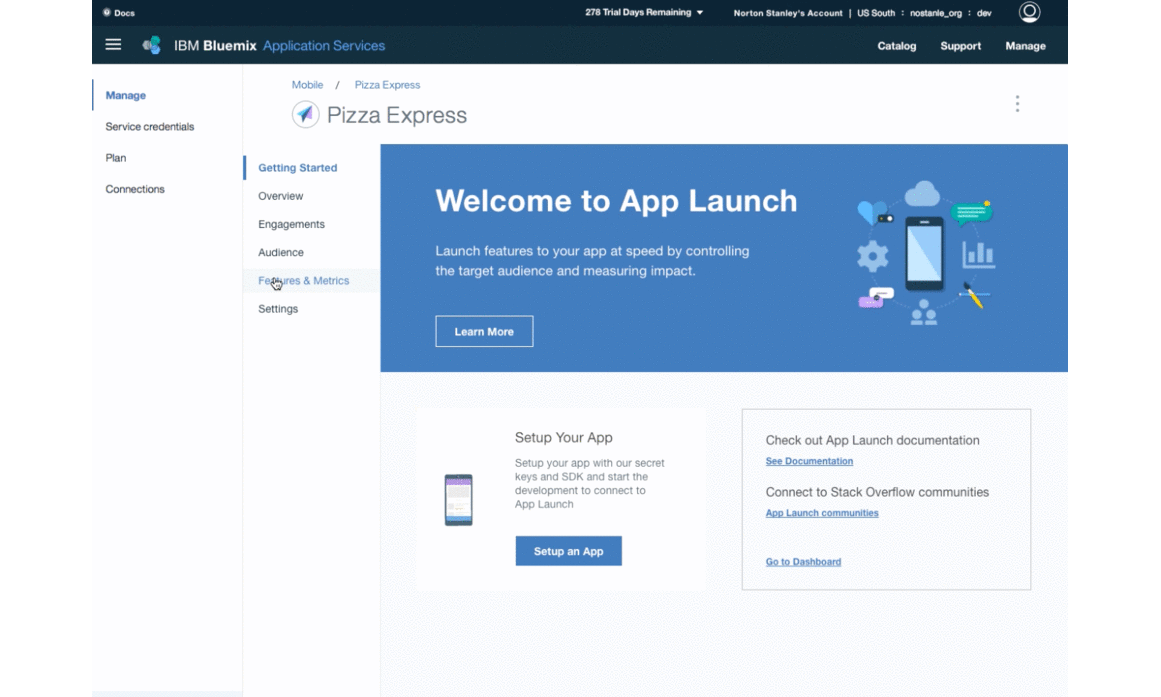 Docs
278 Trial Days Remaining
Norton Stanley's Account | US South : nostanle_org : dev
IBM Bluemix Application Services
Catalog
Support
Manage
Manage
Service credentials
Plan
Connections
Mobile / Pizza Express
Pizza Express
Getting Started
Overview
Engagements
Audience
Features & Metrics
Settings
Welcome to App Launch
Launch features to your app at speed by controlling
the target audience and measuring impact.
Learn More
Setup Your App
Setup your app with our secret
keys and SDK and start the
development to connect to
App Launch
Setup an App
Check out App Launch documentation
See Documentation
Connect to Stack Overflow communities
App Launch communities
Go to Dashboard